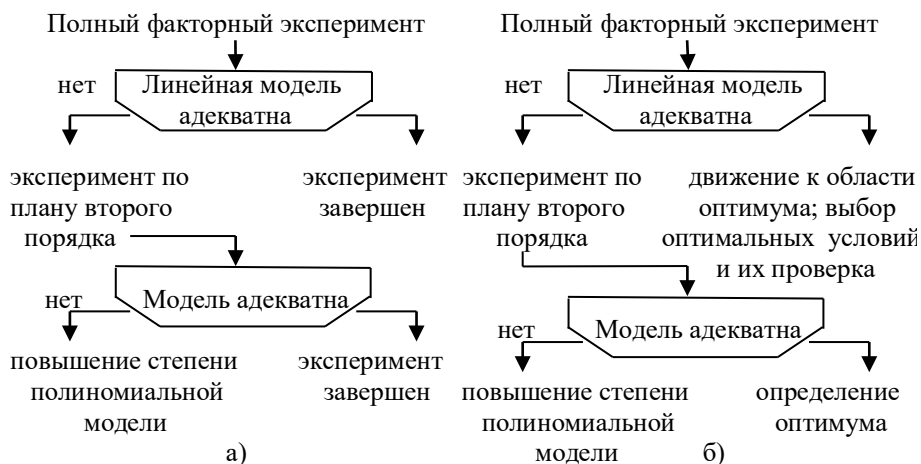 Полный факторный эксперимент
нет
Линейная модель
адекватна
эксперимент по
плану второго
порядка
эксперимент
завершен
нет
Модель адекватна
повышение степени
полиномиальной
модели
эксперимент
завершен
а)
Полный факторный эксперимент
нет
Линейная модель
адекватна
эксперимент по
плану второго
порядка
движение к области
оптимума; выбор
оптимальных условий
и их проверка
нет
Модель адекватна
повышение степени
полиномиальной
модели
определение
оптимума
б)